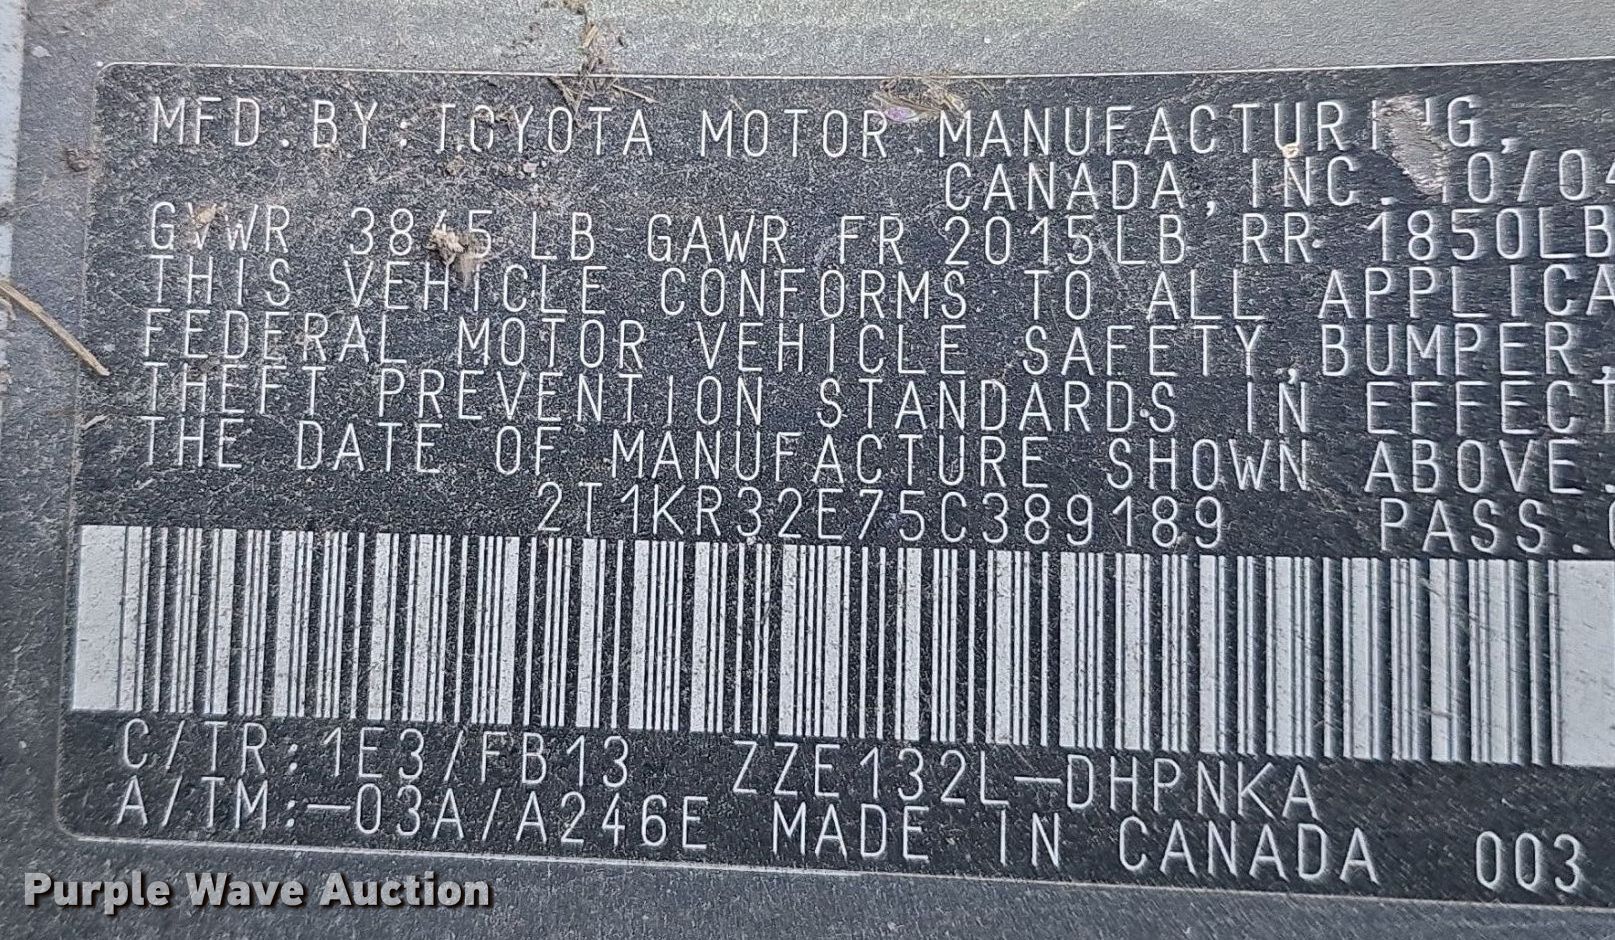 MFD. BY: TOYOTA MOTOR MANUFACTURING,
CANADA, INC. 10/04
GVWR 3845 LB GAWR FR 2015LB RR 1850LB
THIS VEHICLE CONFORMS TO ALL APPLICA
FEDERAL MOTOR VEHICLE SAFETY, BUMPER,
THEFT PREVENTION STANDARDS IN EFFECT
THE DATE OF MANUFACTURE SHOWN ABOVE.
2T1KR32E75C389189 PASS.
C/TR: 1E3/FB13 ZZE132L-DHPNKA
A/TM: -03A/A246E MADE IN CANADA 003
Purple Wave Auction